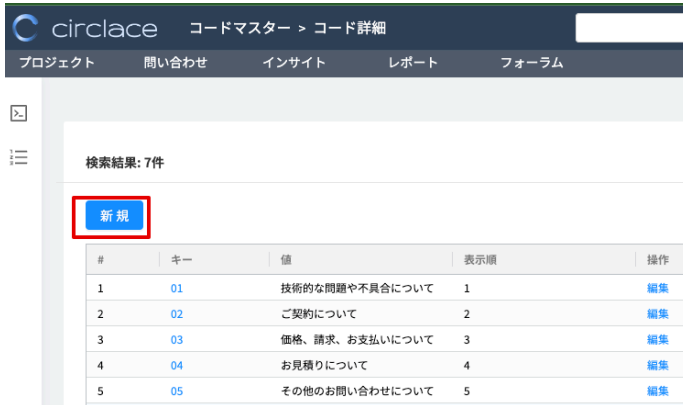 circlace コードマスター > コード詳細
プロジェクト 問い合わせ インサイト レポート フォーラム
検索結果: 7件
新規
# キー 値 表示順 操作
1 01 技術的な問題や不具合について 1 編集
2 02 ご契約について 2 編集
3 03 価格、請求、お支払いについて 3 編集
4 04 お見積りについて 4 編集
5 05 その他のお問い合わせについて 5 編集